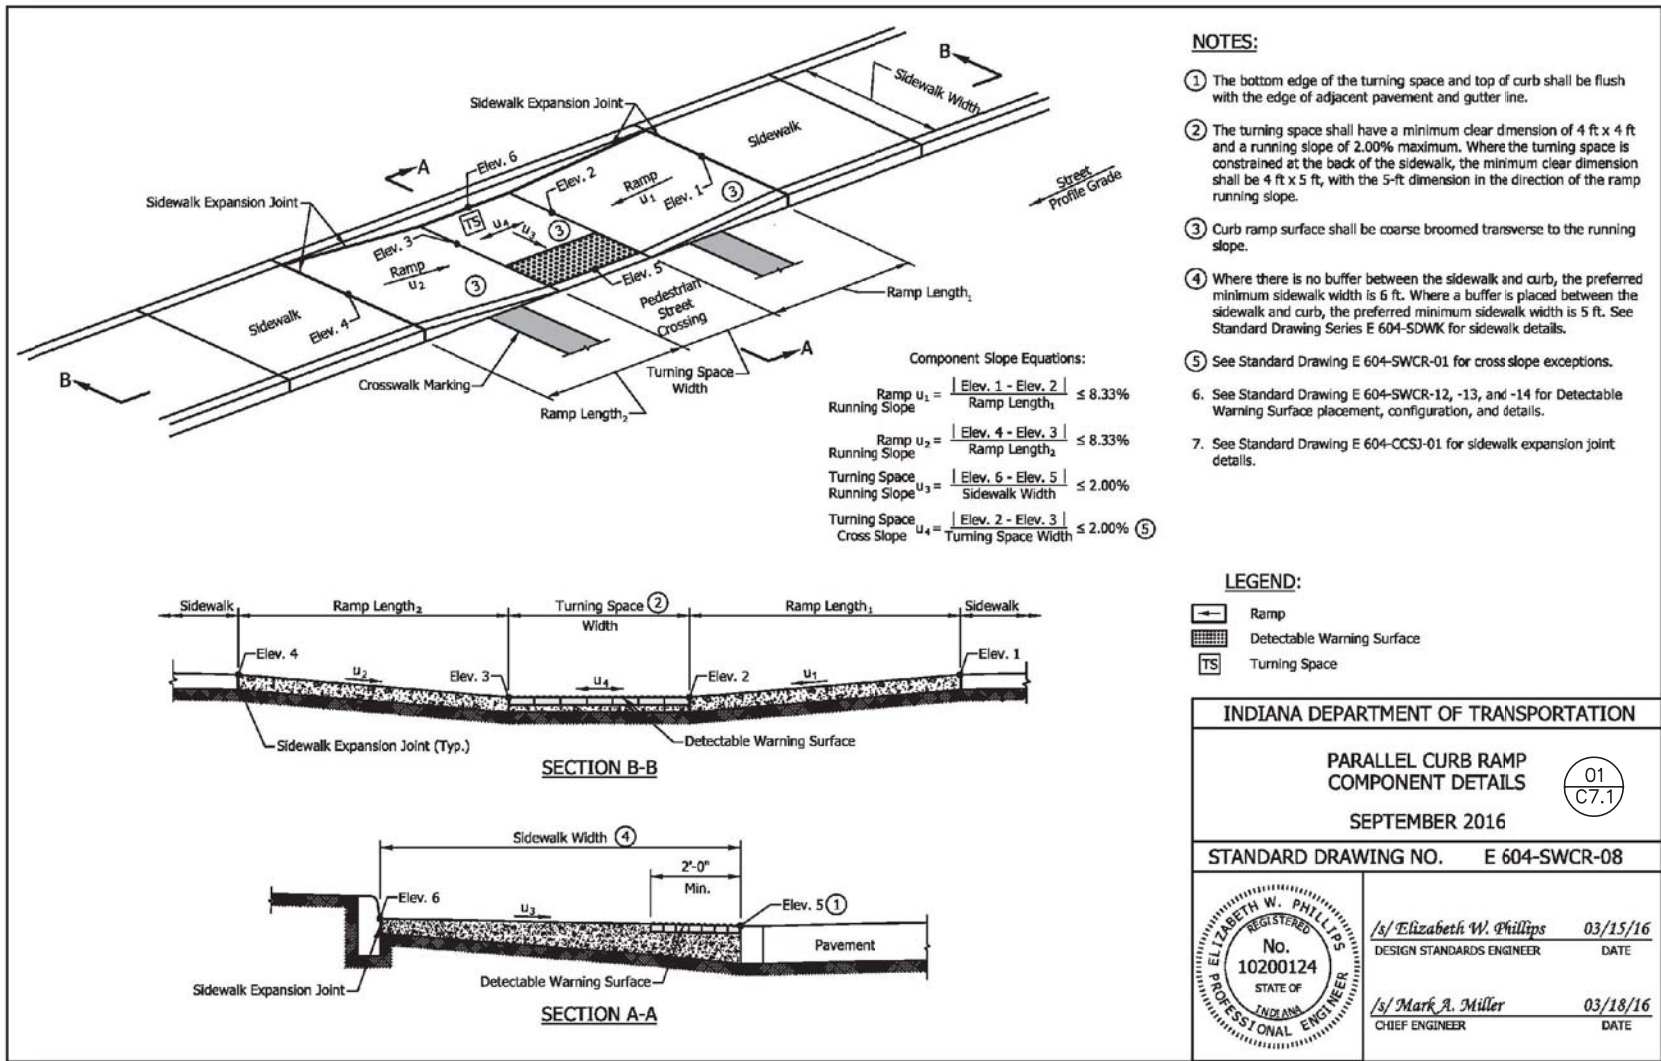 B
Sidewalk Width
Sidewalk Expansion Joint
Sidewalk
A
Elev. 6
Elev. 2
Ramp
u₁
Elev. 1
③
Street
Profile Grade
Sidewalk Expansion Joint
TS
u₄
u₃
③
Elev. 3
Elev. 5
Ramp
u₂
③
Pedestrian
Street
Crossing
Ramp Length₁
Sidewalk
Elev. 4
A
B
Crosswalk Marking
Turning Space
Width
Ramp Length₂
Component Slope Equations:
Ramp u₁ = | Elev. 1 - Elev. 2 | ≤ 8.33%
Running Slope Ramp Length₁
Ramp u₂ = | Elev. 4 - Elev. 3 | ≤ 8.33%
Running Slope Ramp Length₂
Turning Space u₃ = | Elev. 6 - Elev. 5 | ≤ 2.00%
Running Slope Sidewalk Width
Turning Space u₄ = | Elev. 2 - Elev. 3 | ≤ 2.00% ⑤
Cross Slope Turning Space Width
NOTES:
① The bottom edge of the turning space and top of curb shall be flush
with the edge of adjacent pavement and gutter line.
② The turning space shall have a minimum clear dimension of 4 ft x 4 ft
and a running slope of 2.00% maximum. Where the turning space is
constrained at the back of the sidewalk, the minimum clear dimension
shall be 4 ft x 5 ft, with the 5-ft dimension in the direction of the ramp
running slope.
③ Curb ramp surface shall be coarse broomed transverse to the running
slope.
④ Where there is no buffer between the sidewalk and curb, the preferred
minimum sidewalk width is 6 ft. Where a buffer is placed between the
sidewalk and curb, the preferred minimum sidewalk width is 5 ft. See
Standard Drawing Series E 604-SDWK for sidewalk details.
⑤ See Standard Drawing E 604-SWCR-01 for cross slope exceptions.
6. See Standard Drawing E 604-SWCR-12, -13, and -14 for Detectable
Warning Surface placement, configuration, and details.
7. See Standard Drawing E 604-CCSJ-01 for sidewalk expansion joint
details.
LEGEND:
Ramp
Detectable Warning Surface
TS Turning Space
Sidewalk Ramp Length₂ Turning Space ② Ramp Length₁ Sidewalk
Width
Elev. 4
u₂
Elev. 3
u₄
Elev. 2
u₁
Elev. 1
Sidewalk Expansion Joint (Typ.)
Detectable Warning Surface
SECTION B-B
Sidewalk Width ④
2'-0"
Min.
Elev. 6
u₃
Elev. 5 ①
Pavement
Sidewalk Expansion Joint
Detectable Warning Surface
SECTION A-A
INDIANA DEPARTMENT OF TRANSPORTATION
PARALLEL CURB RAMP
COMPONENT DETAILS
01
C7.1
SEPTEMBER 2016
STANDARD DRAWING NO. E 604-SWCR-08
ELIZABETH W. PHILLIPS
REGISTERED
No.
10200124
STATE OF
INDIANA
PROFESSIONAL ENGINEER
/s/ Elizabeth W. Phillips 03/15/16
DESIGN STANDARDS ENGINEER DATE
/s/ Mark A. Miller 03/18/16
CHIEF ENGINEER DATE